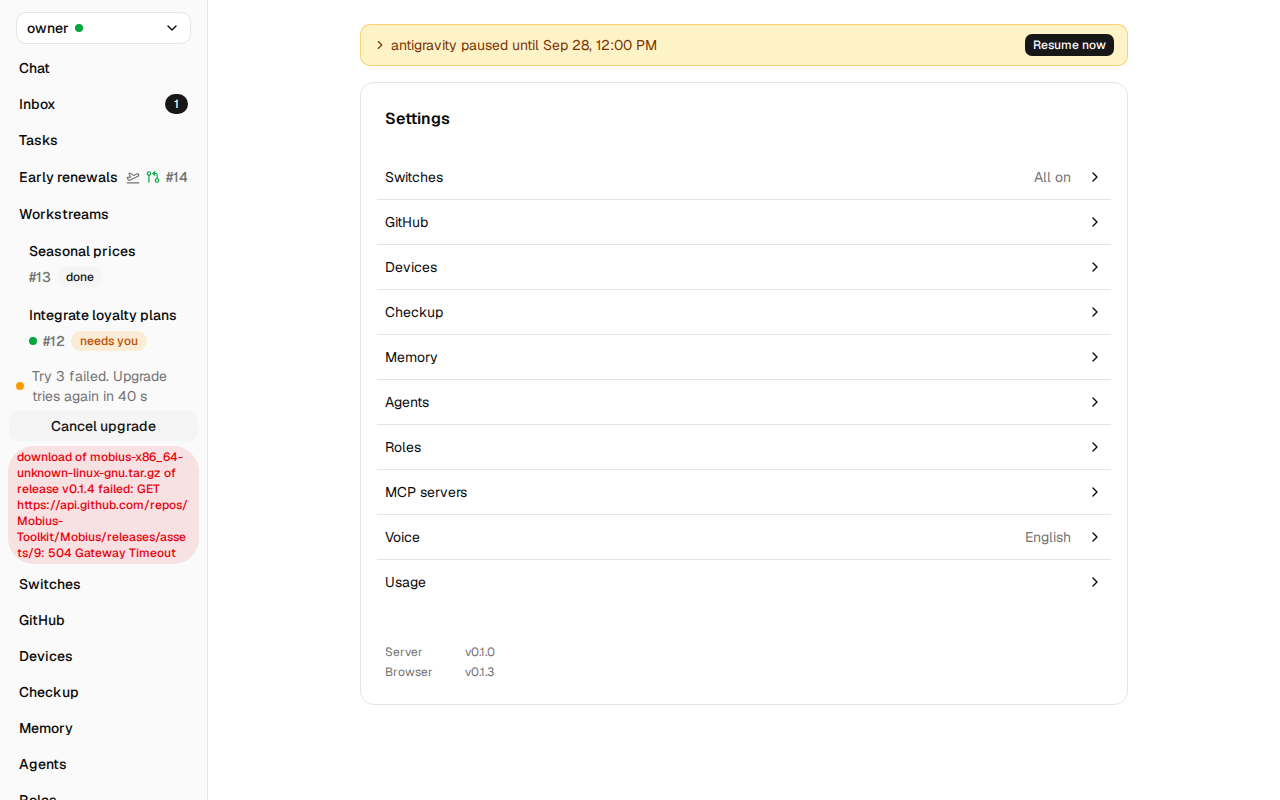 owner
Chat
Inbox 1
Tasks
Early renewals #14
Workstreams
Seasonal prices
#13 done
Integrate loyalty plans
#12 needs you
Try 3 failed. Upgrade
tries again in 40 s
Cancel upgrade
download of mobius-x86_64-
unknown-linux-gnu.tar.gz of
release v0.1.4 failed: GET
https://api.github.com/repos/
Mobius-
Toolkit/Mobius/releases/asse
ts/9: 504 Gateway Timeout
Switches
GitHub
Devices
Checkup
Memory
Agents
Roles
antigravity paused until Sep 28, 12:00 PM
Resume now
Settings
Switches All on
GitHub
Devices
Checkup
Memory
Agents
Roles
MCP servers
Voice English
Usage
Server v0.1.0
Browser v0.1.3